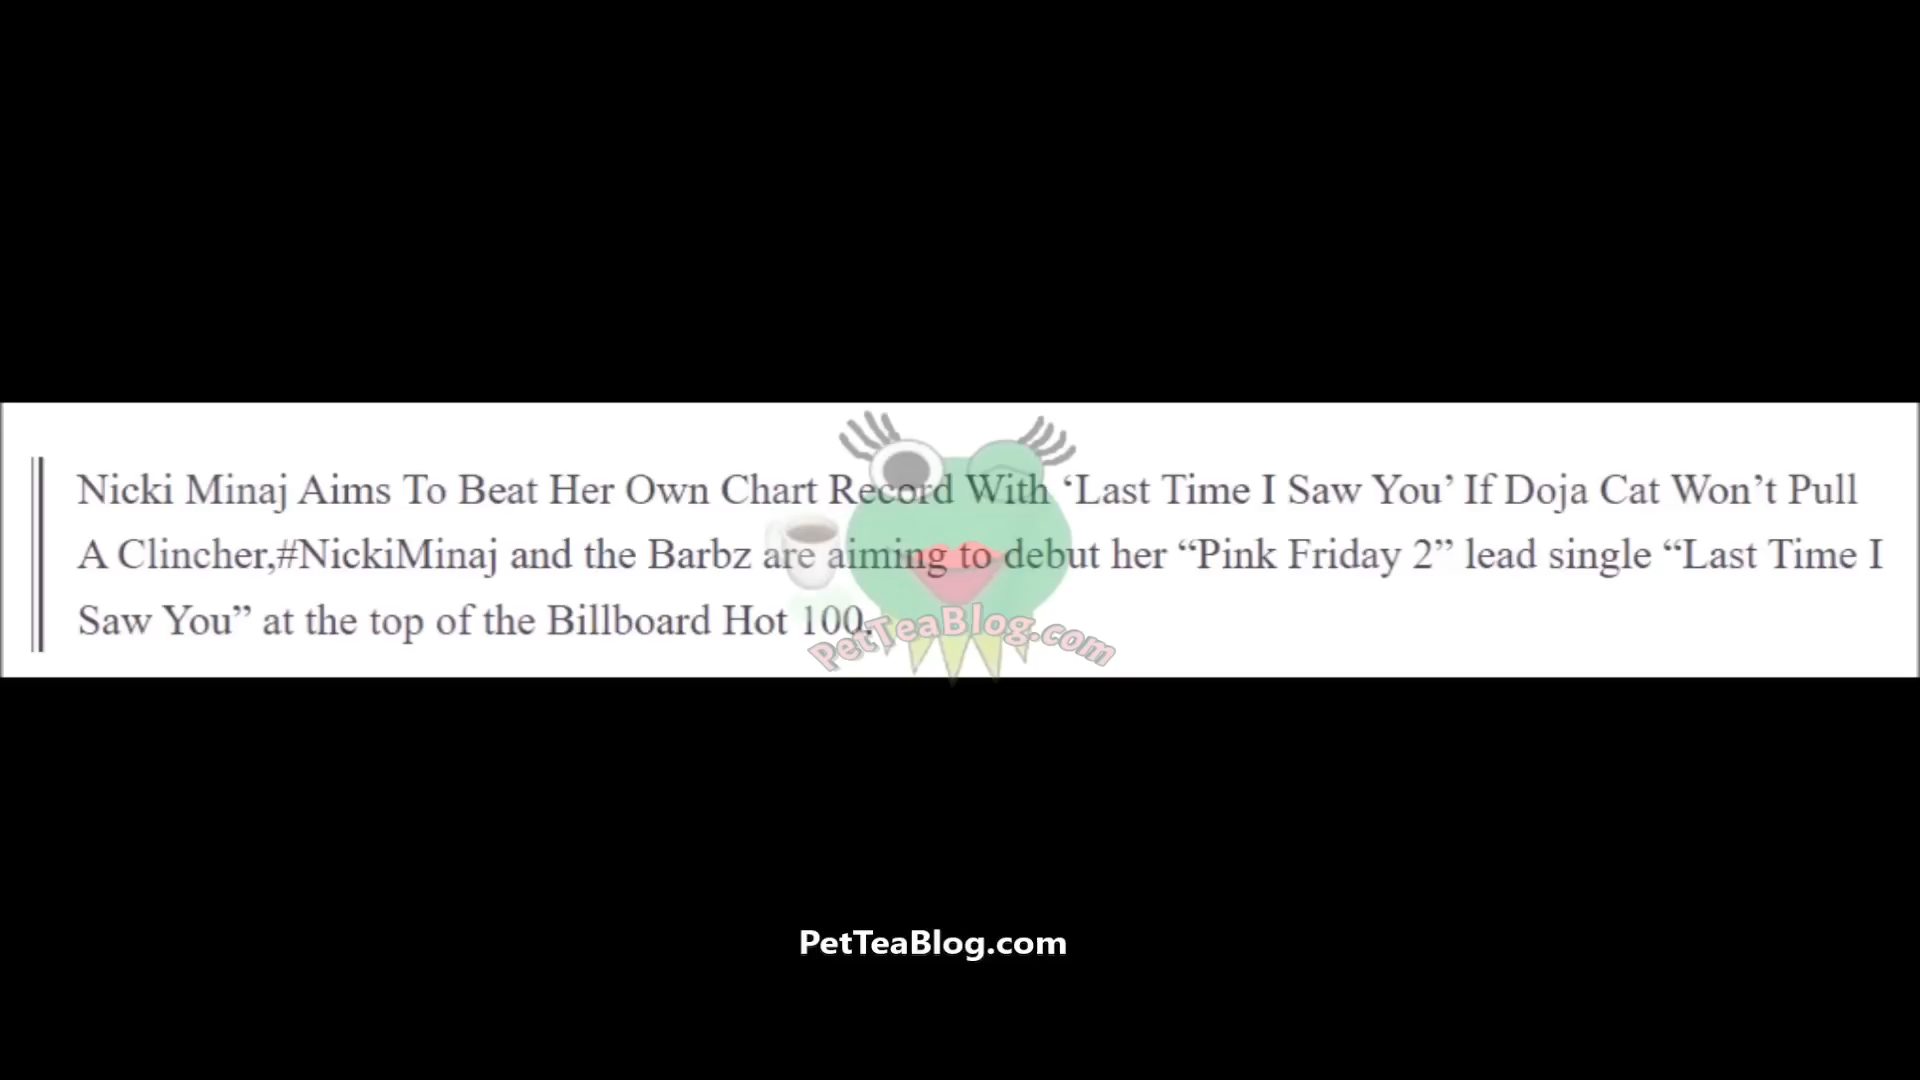 Nicki Minaj Aims To Beat Her Own Chart Record With ‘Last Time I Saw You’ If Doja Cat Won’t Pull
A Clincher,#NickiMinaj and the Barbz are aiming to debut her “Pink Friday 2” lead single “Last Time I
Saw You” at the top of the Billboard Hot 100.
PetTeaBlog.com
PetTeaBlog.com